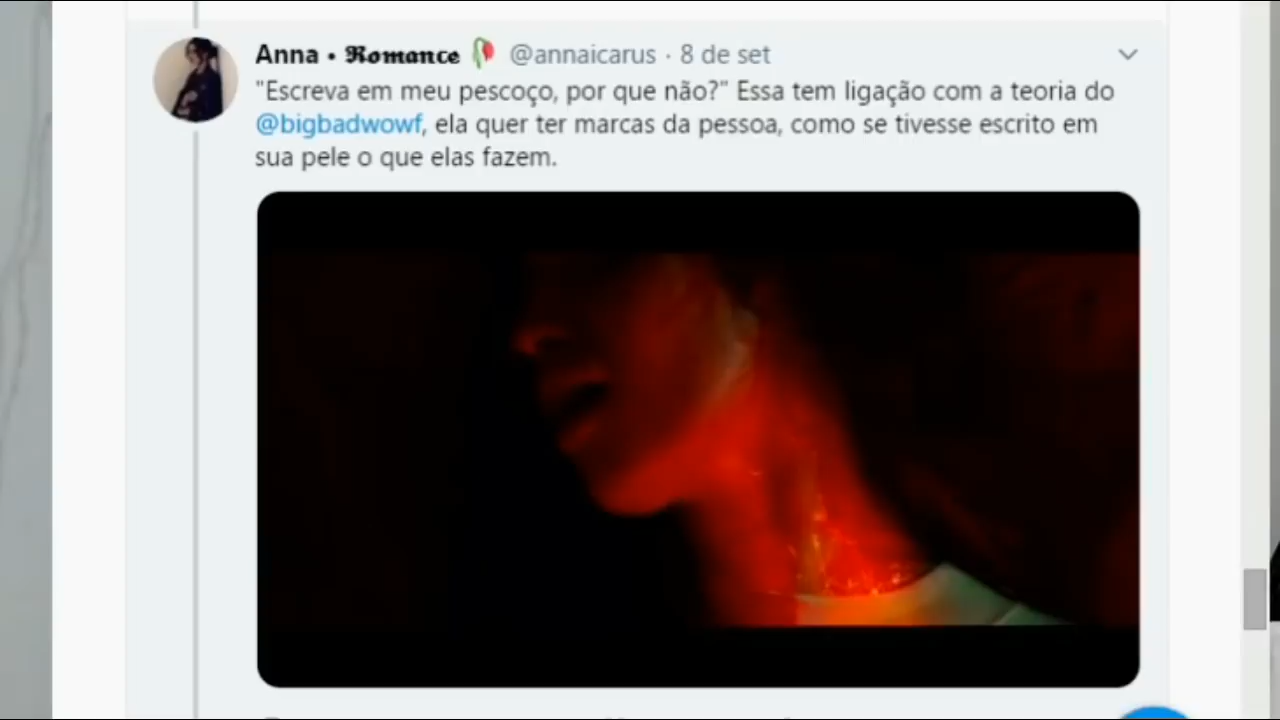 Anna • 𝕽𝖔𝖒𝖆𝖓𝖈𝖊 🥀 @annaicarus · 8 de set
"Escreva em meu pescoço, por que não?" Essa tem ligação com a teoria do
@bigbadwowf, ela quer ter marcas da pessoa, como se tivesse escrito em
sua pele o que elas fazem.